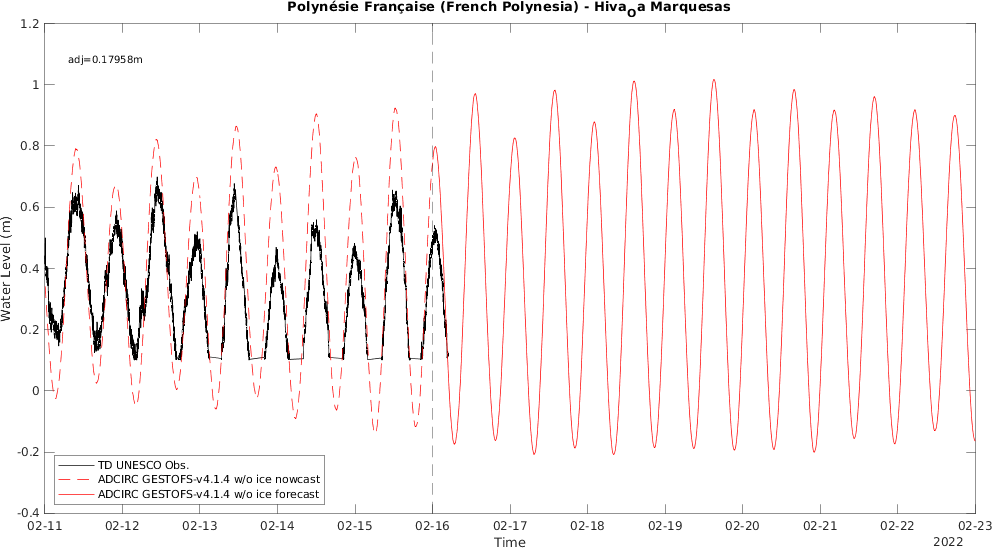 Polynésie Française (French Polynesia) - HivaOa Marquesas
1.2
adj=0.17958m
1
0.8
0.6
0.4
0.2
0
-0.2
-0.4
Water Level (m)
TD UNESCO Obs.
ADCIRC GESTOFS-v4.1.4 w/o ice nowcast
ADCIRC GESTOFS-v4.1.4 w/o ice forecast
02-11 02-12 02-13 02-14 02-15 02-16 02-17 02-18 02-19 02-20 02-21 02-22 02-23
Time
2022